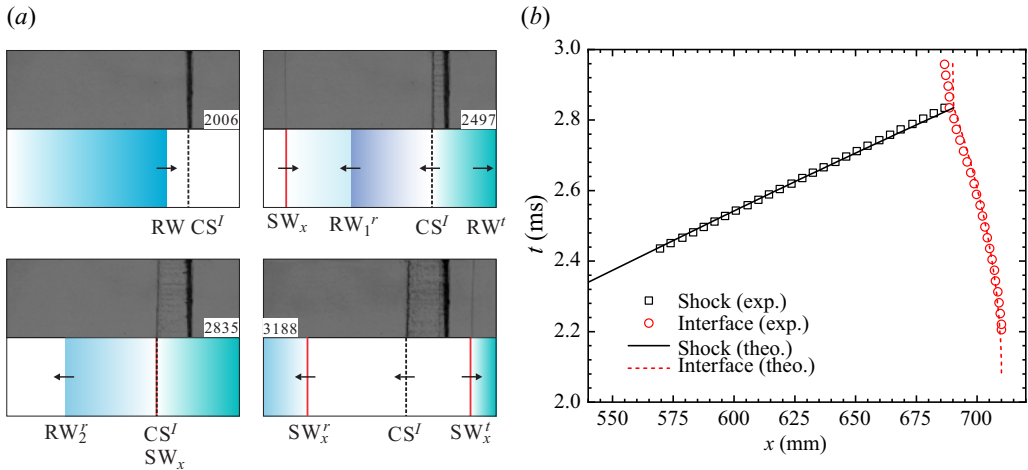 (a)
(b)
2006
2497
RW CS^I
SW_x RW_1^r CS^I RW^t
2835
3188
RW_2^r CS^I
SW_x
SW_x^r CS^I SW_x^t
3.0
2.8
2.6
2.4
2.2
2.0
t (ms)
Shock (exp.)
Interface (exp.)
Shock (theo.)
Interface (theo.)
550 575 600 625 650 675 700
x (mm)